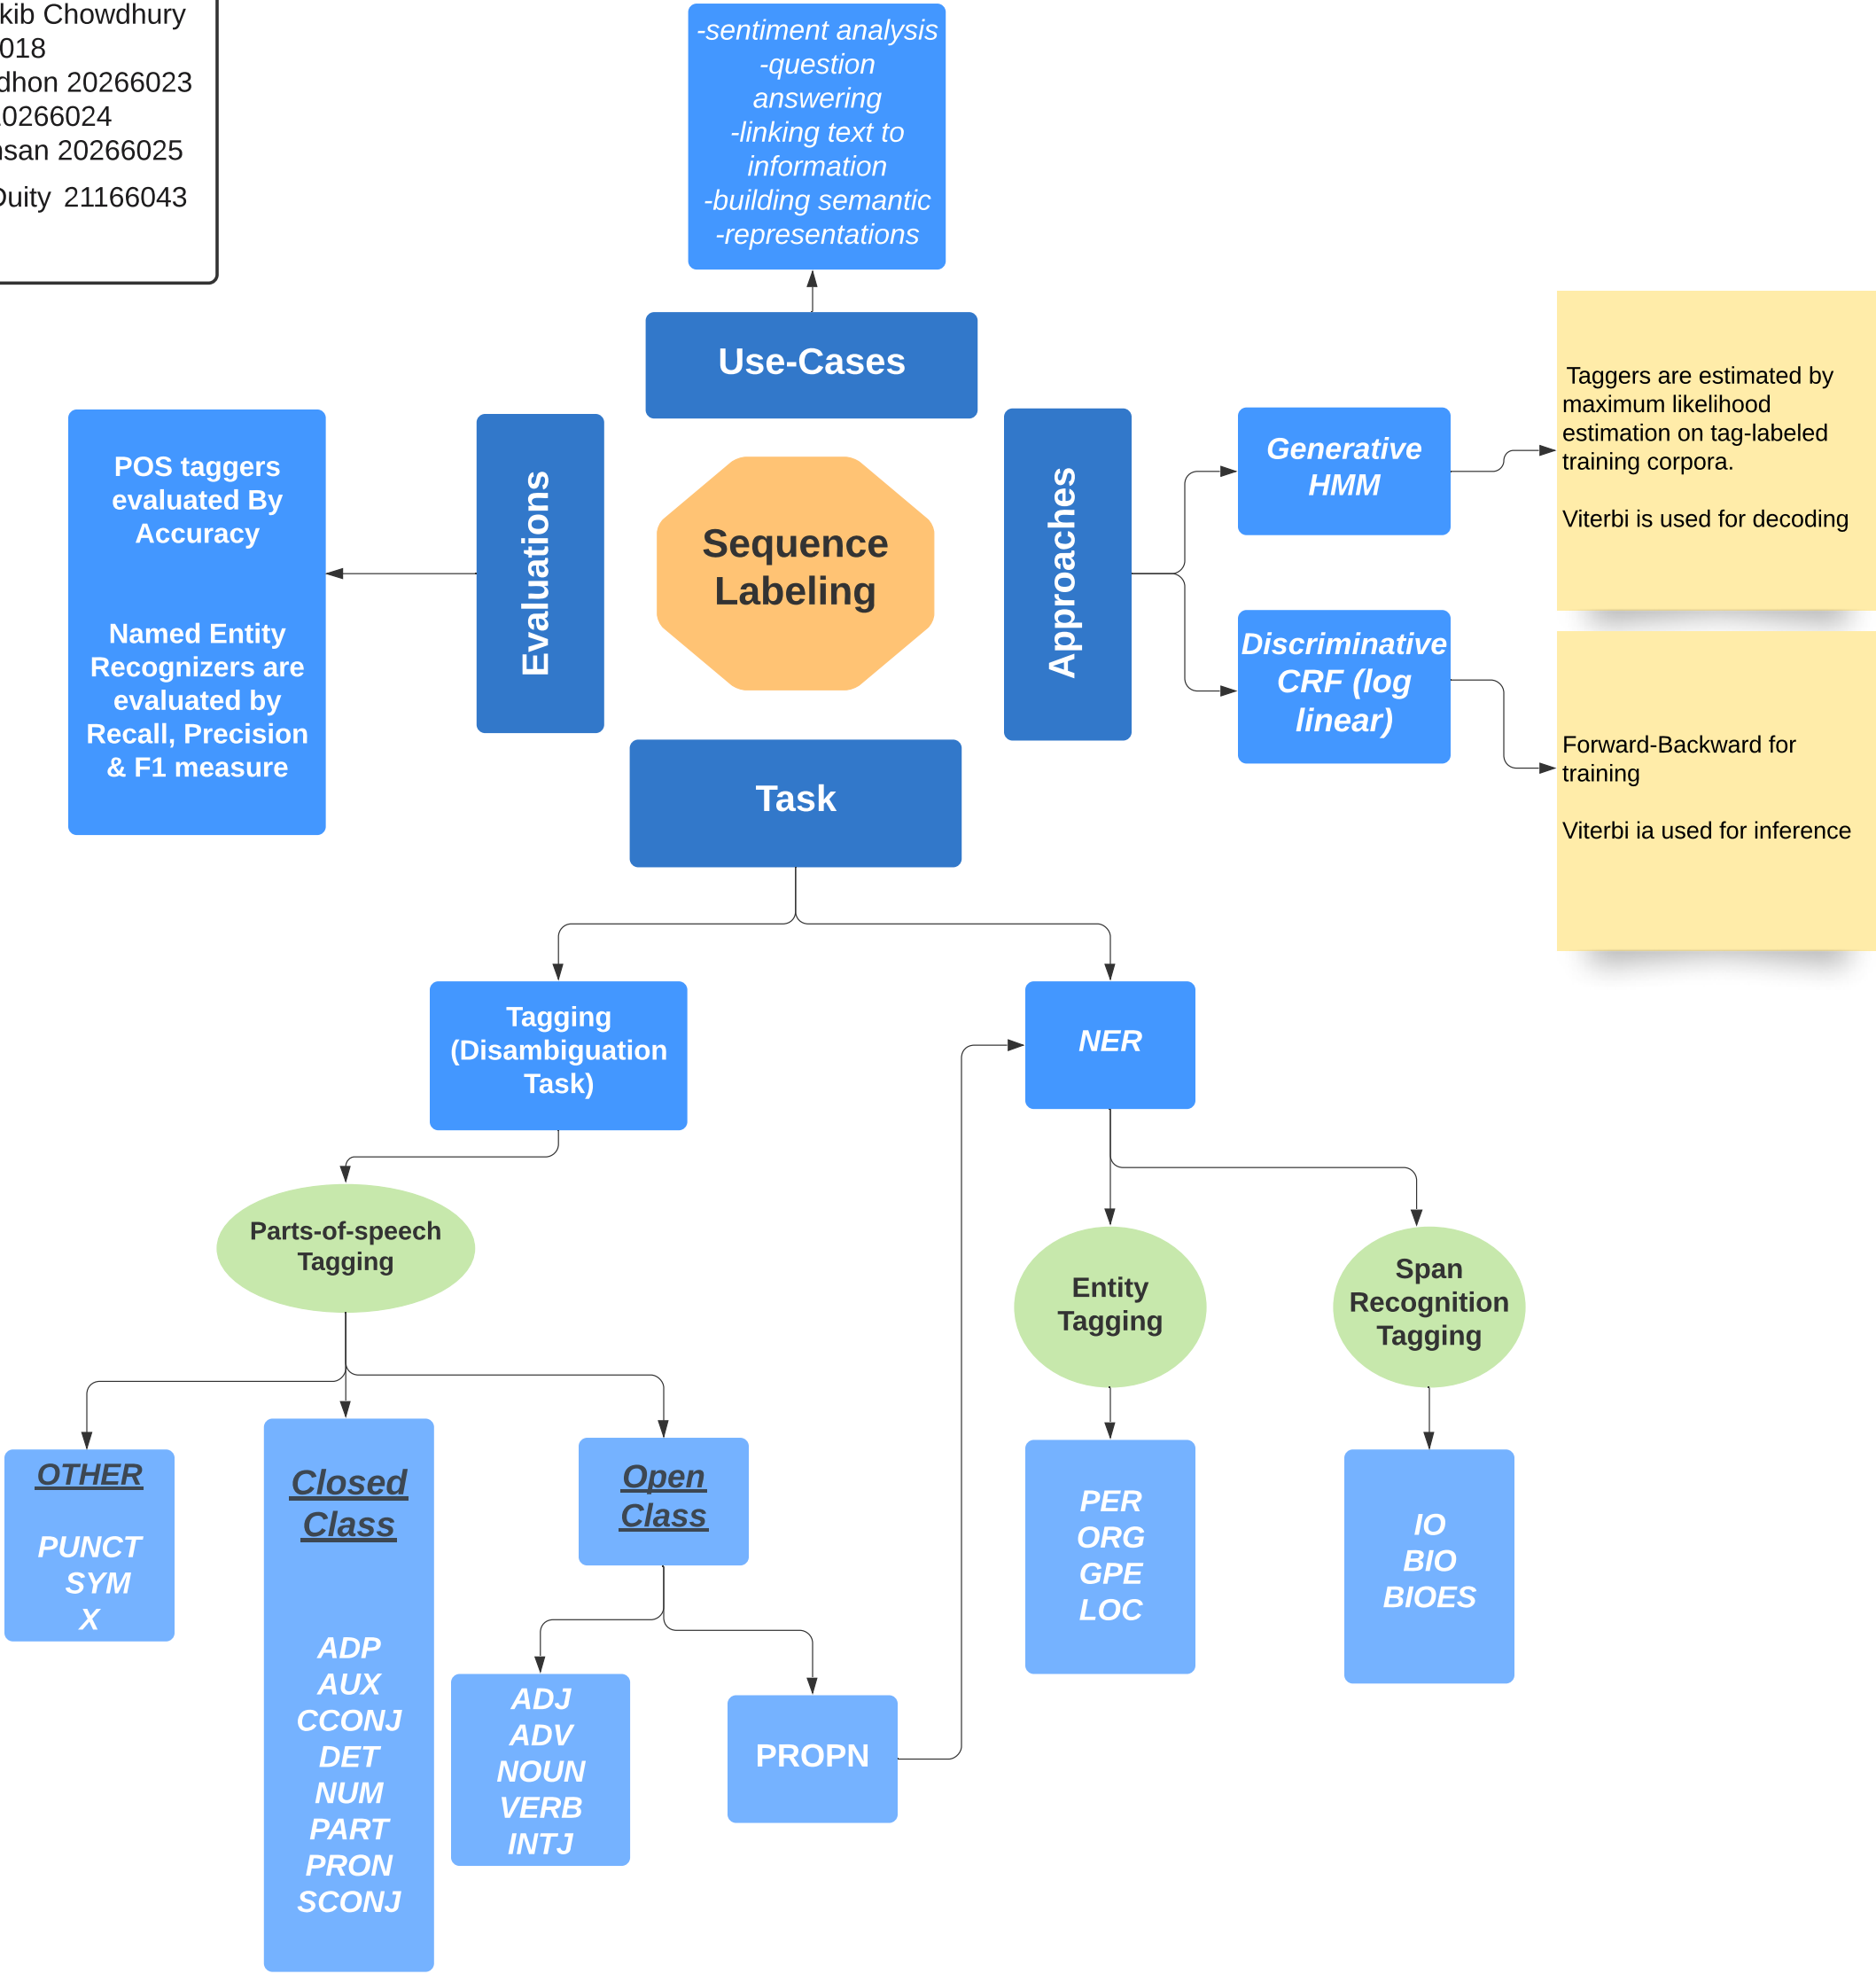 kib Chowdhury
018
dhon 20266023
20266024
nsan 20266025
Duity 21166043
-sentiment analysis
-question
answering
-linking text to
information
-building semantic
-representations
Use-Cases
Evaluations
POS taggers
evaluated By
Accuracy
Named Entity
Recognizers are
evaluated by
Recall, Precision
& F1 measure
Sequence
Labeling
Approaches
Generative
HMM
Taggers are estimated by
maximum likelihood
estimation on tag-labeled
training corpora.
Viterbi is used for decoding
Discriminative
CRF (log
linear)
Forward-Backward for
training
Viterbi ia used for inference
Task
Tagging
(Disambiguation
Task)
NER
Parts-of-speech
Tagging
Entity
Tagging
Span
Recognition
Tagging
OTHER
PUNCT
SYM
X
Closed
Class
ADP
AUX
CCONJ
DET
NUM
PART
PRON
SCONJ
Open
Class
ADJ
ADV
NOUN
VERB
INTJ
PROPN
PER
ORG
GPE
LOC
IO
BIO
BIOES